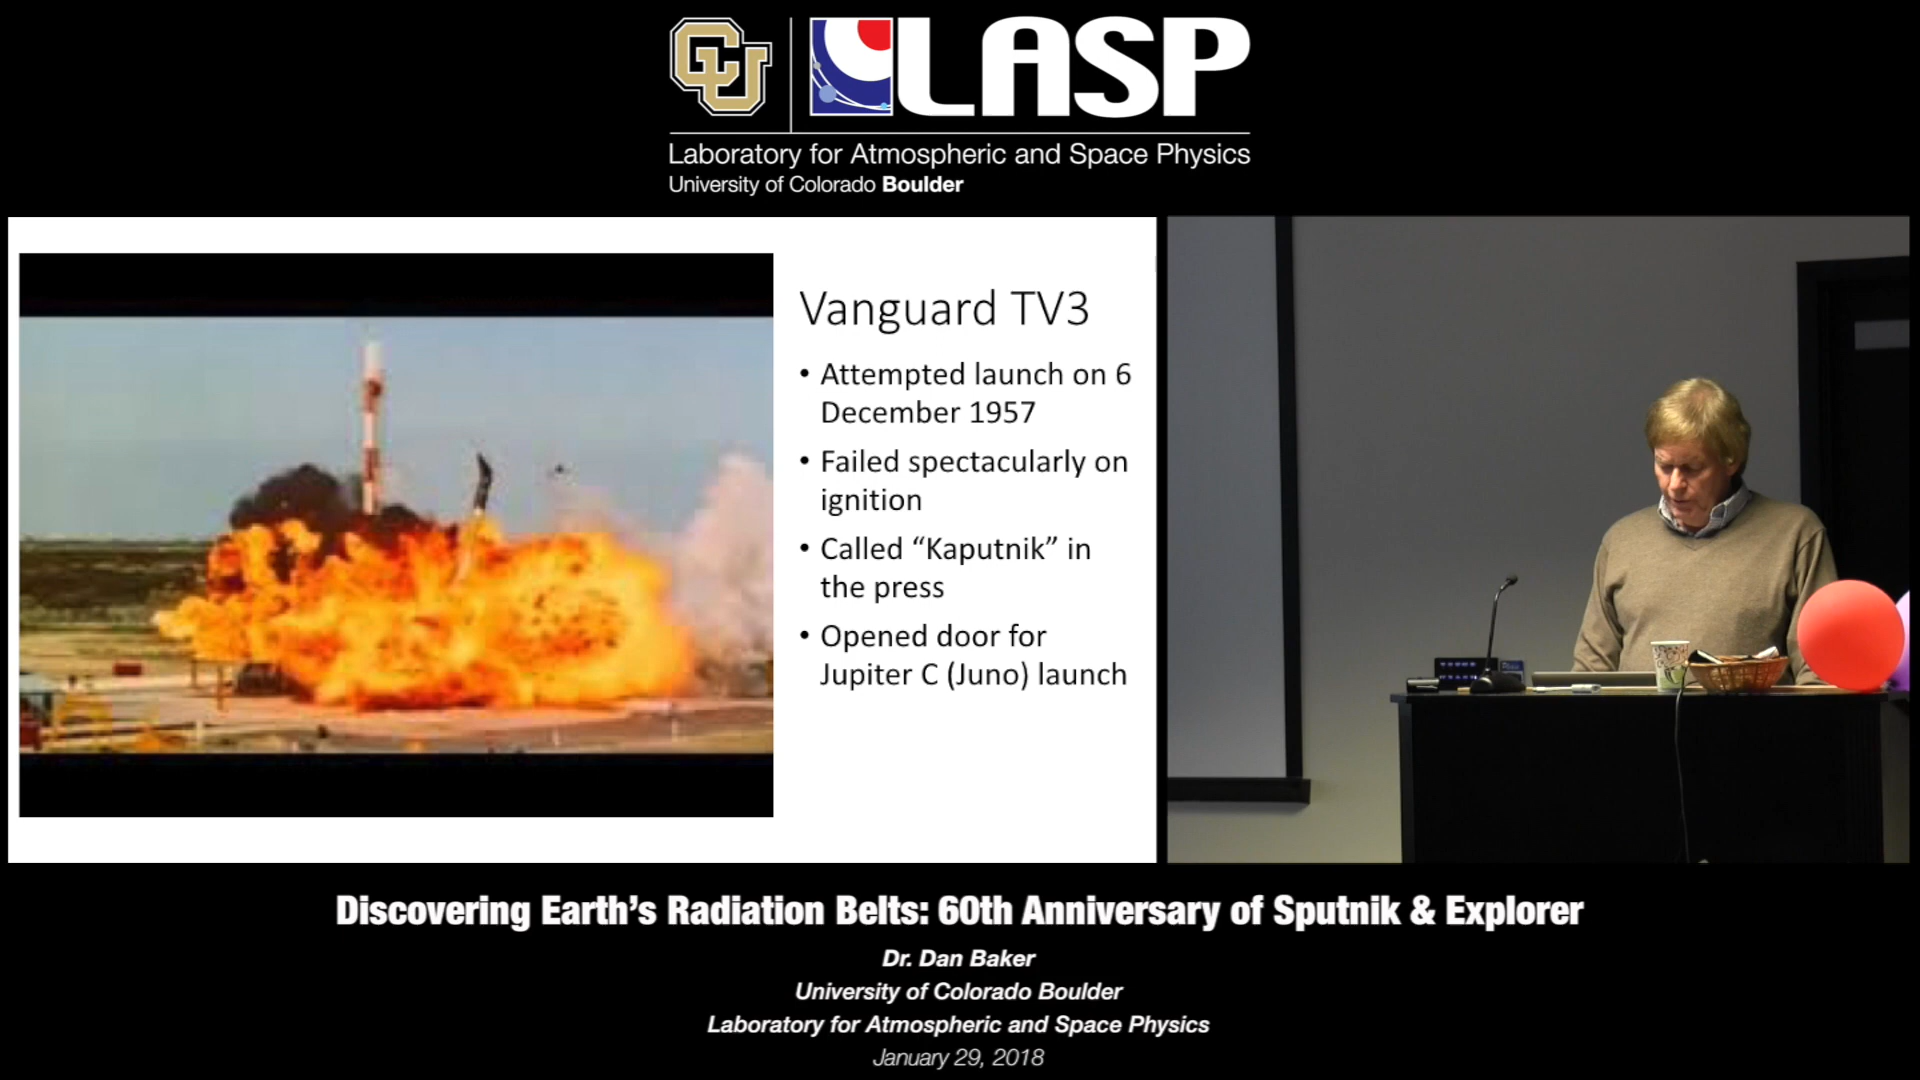 CU
LASP
Laboratory for Atmospheric and Space Physics
University of Colorado Boulder
Vanguard TV3
• Attempted launch on 6
December 1957
• Failed spectacularly on
ignition
• Called “Kaputnik” in
the press
• Opened door for
Jupiter C (Juno) launch
Discovering Earth’s Radiation Belts: 60th Anniversary of Sputnik & Explorer
Dr. Dan Baker
University of Colorado Boulder
Laboratory for Atmospheric and Space Physics
January 29, 2018